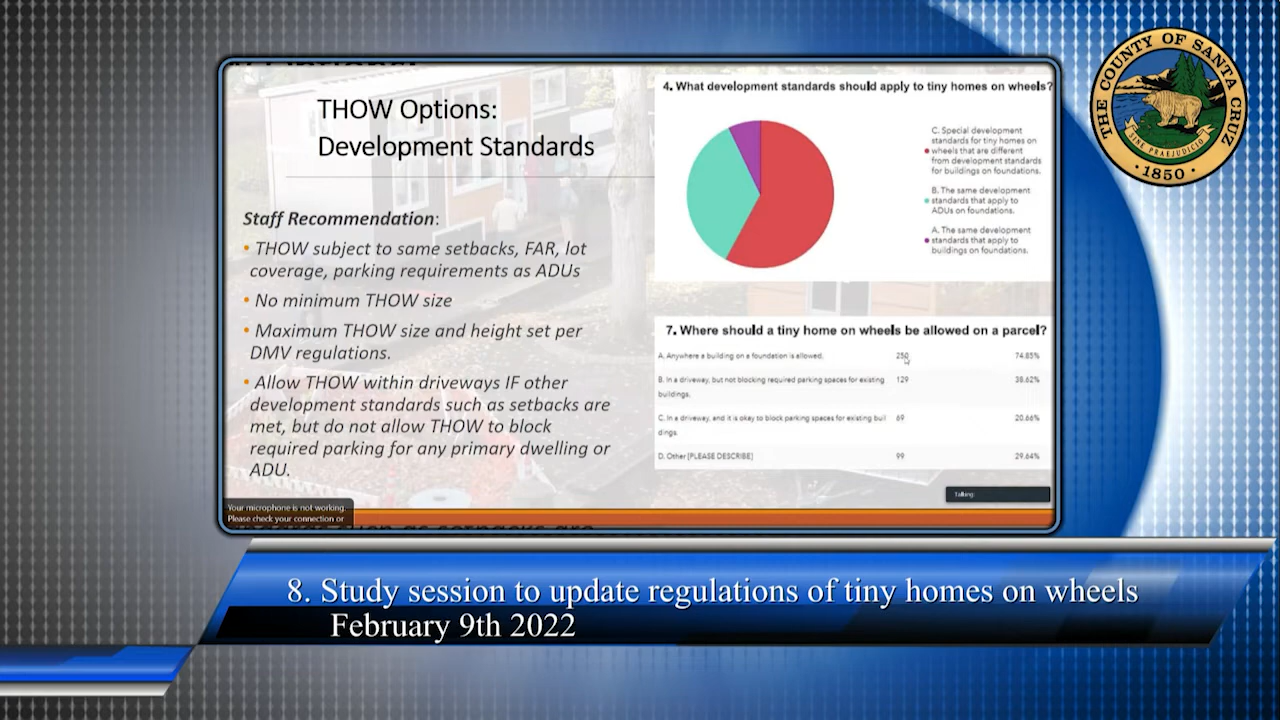 THOW Options:
Development Standards
Staff Recommendation:
• THOW subject to same setbacks, FAR, lot
coverage, parking requirements as ADUs
• No minimum THOW size
• Maximum THOW size and height set per
DMV regulations.
• Allow THOW within driveways IF other
development standards such as setbacks are
met, but do not allow THOW to block
required parking for any primary dwelling or
ADU.
Your microphone is not working.
Please check your connection or
4. What development standards should apply to tiny homes on wheels?
C. Special development
standards for tiny homes on
wheels that are different
from development standards
for buildings on foundations.
B. The same development
standards that apply to
ADUs on foundations.
A. The same development
standards that apply to
buildings on foundations.
7. Where should a tiny home on wheels be allowed on a parcel?
A. Anywhere a building on a foundation is allowed. 250 74.85%
B. In a driveway, but not blocking required parking spaces for existing 129 38.62%
buildings.
C. In a driveway, and it is okay to block parking spaces for existing buil 69 20.66%
dings.
D. Other [PLEASE DESCRIBE] 99 29.64%
Talking:
THE COUNTY OF SANTA CRUZ
SINE PRAEJUDICIO
• 1850 •
8. Study session to update regulations of tiny homes on wheels
February 9th 2022